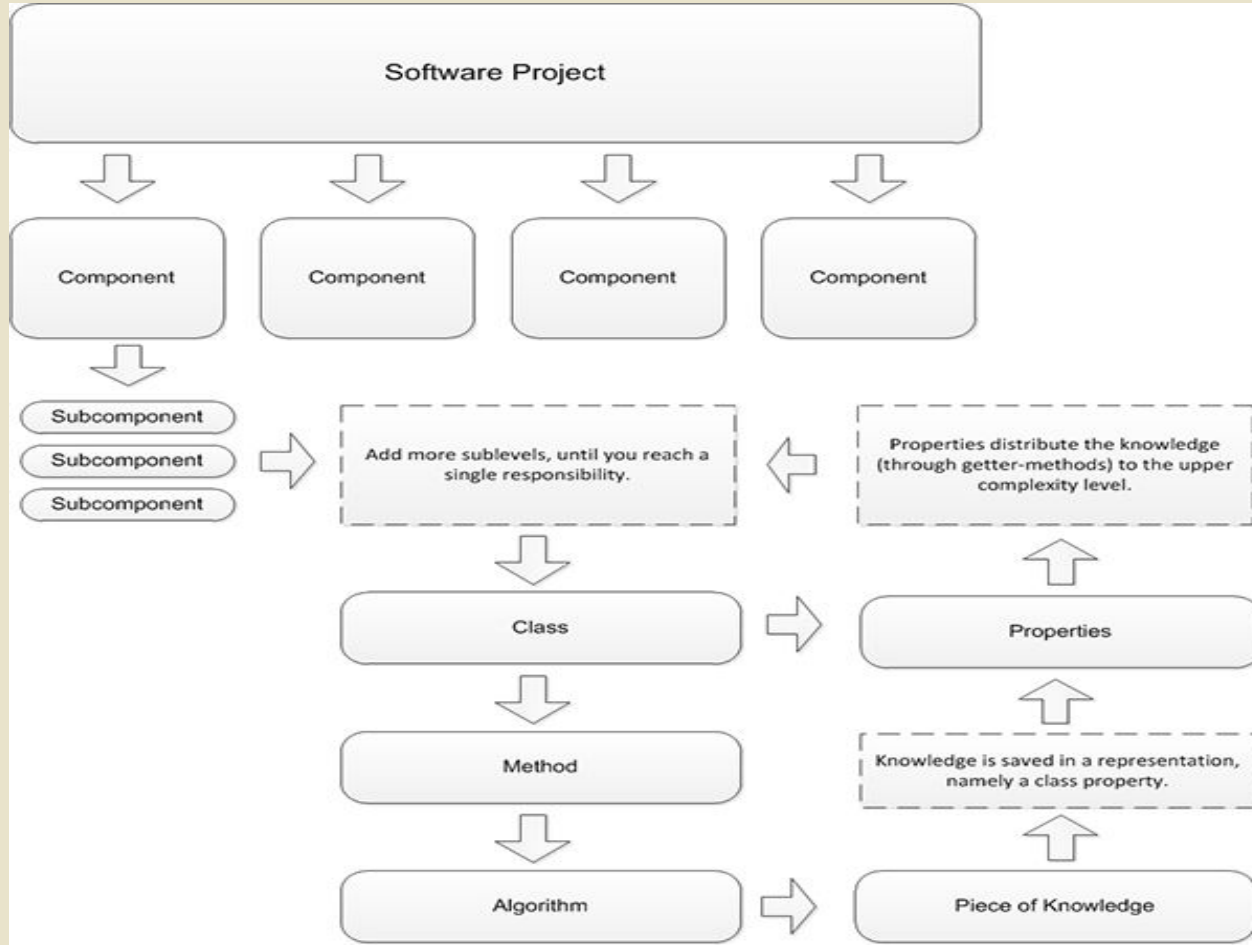 Software Project
Component
Component
Component
Component
Subcomponent
Subcomponent
Subcomponent
Add more sublevels, until you reach a
single responsibility.
Properties distribute the knowledge
(through getter-methods) to the upper
complexity level.
Class
Properties
Method
Knowledge is saved in a representation,
namely a class property.
Algorithm
Piece of Knowledge